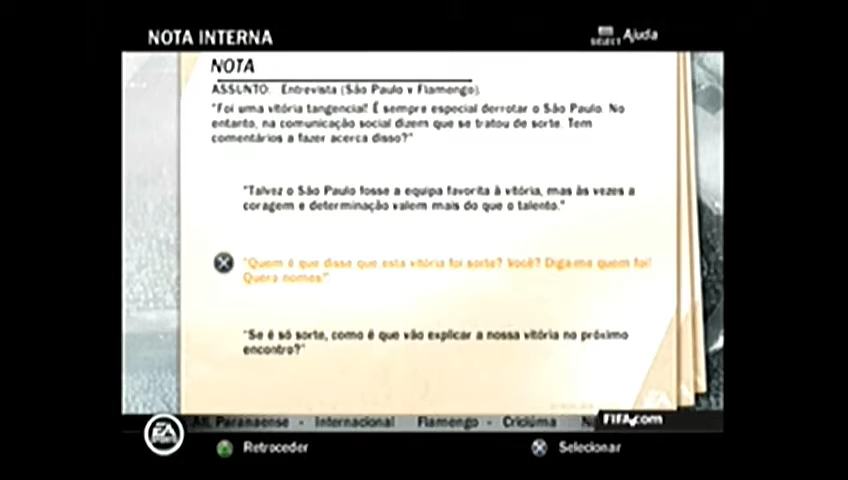 NOTA INTERNA
SELECT Ajuda
NOTA
ASSUNTO: Entrevista (São Paulo v Flamengo).
"Foi uma vitória tangencial! É sempre especial derrotar o São Paulo. No
entanto, na comunicação social dizem que se tratou de sorte. Tem
comentários a fazer acerca disso?"
"Talvez o São Paulo fosse a equipa favorita à vitória, mas às vezes a
coragem e determinação valem mais do que o talento."
"Quem é que disse que esta vitória foi sorte? Você? Diga-me quem foi!
Quero nomes!"
"Se é só sorte, como é que vão explicar a nossa vitória no próximo
encontro?"
Atl. Paranaense - Internacional Flamengo - Criciúma
FIFA.com
EA SPORTS
Retroceder
Selecionar